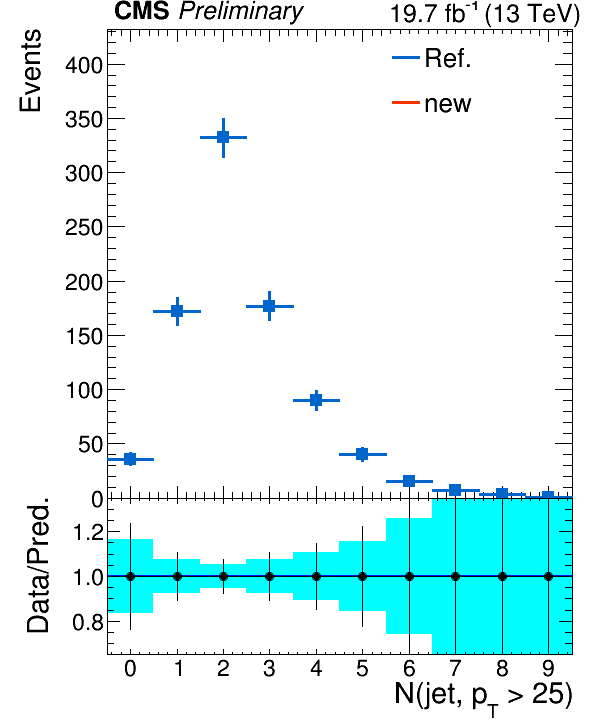 CMS Preliminary 19.7 fb⁻¹ (13 TeV)
Events
400
350
300
250
200
150
100
50
0
Ref.
new
Data/Pred.
1.2
1.0
0.8
0 1 2 3 4 5 6 7 8 9
N(jet, p_T > 25)